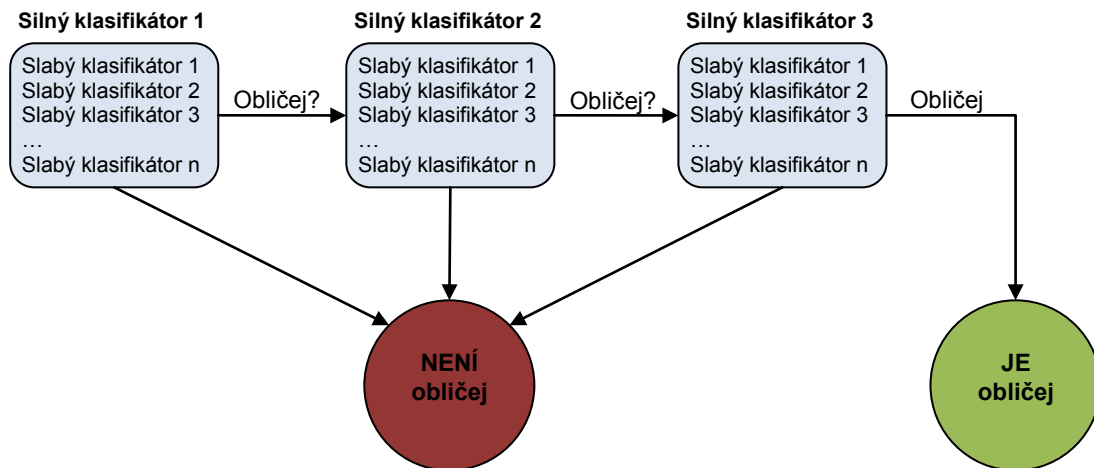 Silný klasifikátor 1
Slabý klasifikátor 1
Slabý klasifikátor 2
Slabý klasifikátor 3
…
Slabý klasifikátor n
Obličej?
Silný klasifikátor 2
Slabý klasifikátor 1
Slabý klasifikátor 2
Slabý klasifikátor 3
…
Slabý klasifikátor n
Obličej?
Silný klasifikátor 3
Slabý klasifikátor 1
Slabý klasifikátor 2
Slabý klasifikátor 3
…
Slabý klasifikátor n
Obličej
NENÍ
obličej
JE
obličej